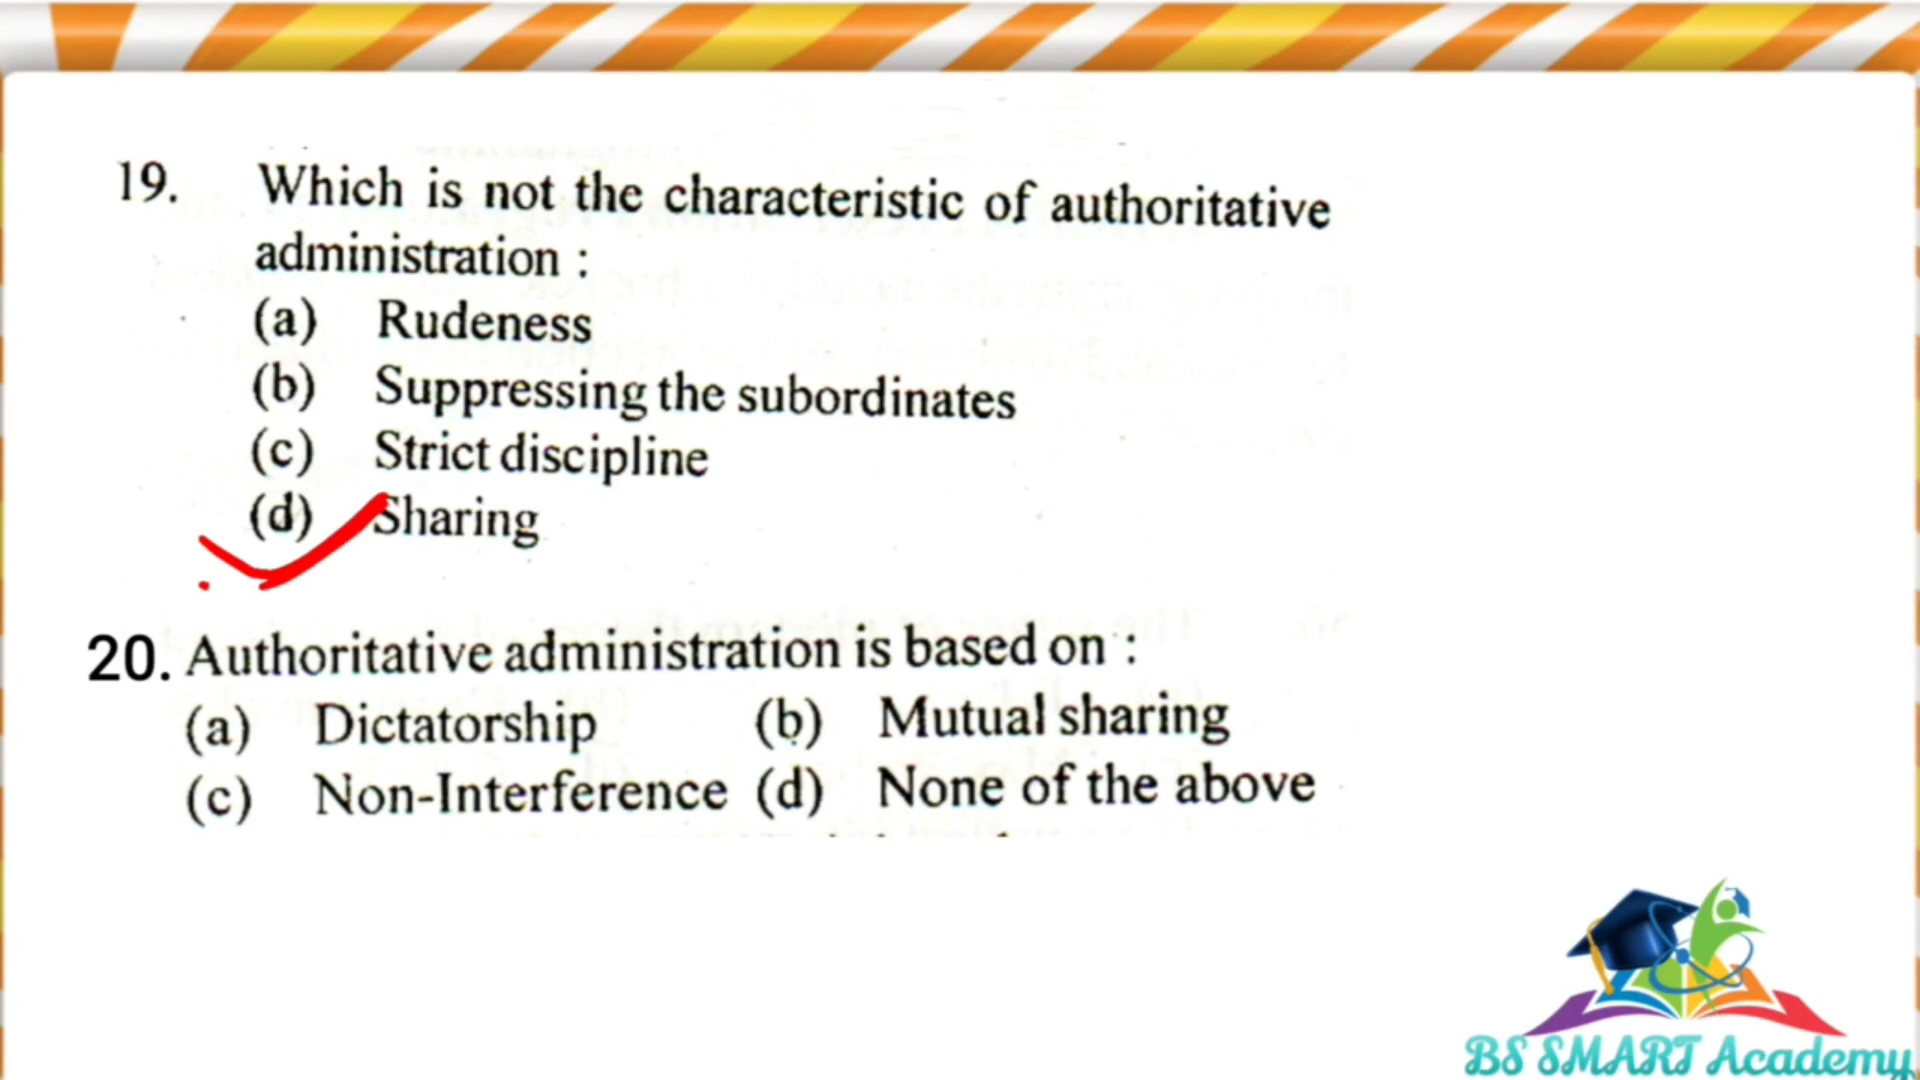 19. Which is not the characteristic of authoritative
administration :
(a) Rudeness
(b) Suppressing the subordinates
(c) Strict discipline
(d) Sharing
20. Authoritative administration is based on :
(a) Dictatorship (b) Mutual sharing
(c) Non-Interference (d) None of the above
BS SMART Academy